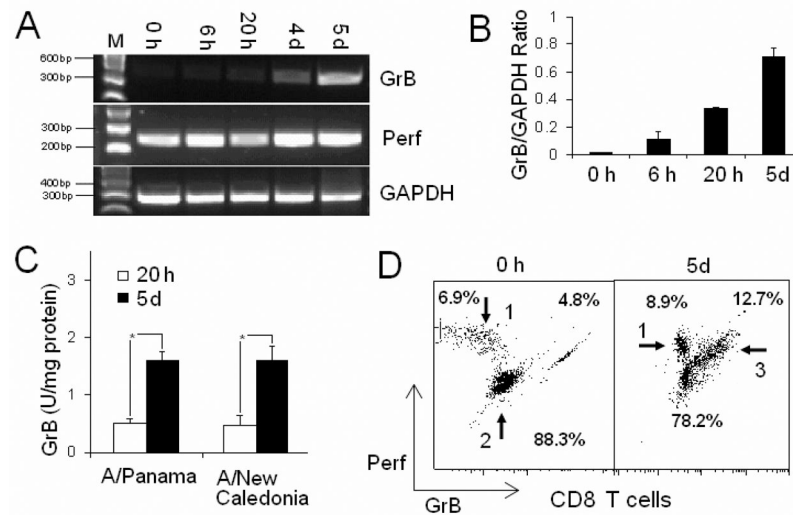 A
M
0 h
6 h
20 h
4 d
5 d
600bp
300bp
GrB
300bp
200bp
Perf
400bp
300bp
GAPDH
B
GrB/GAPDH Ratio
1
0.8
0.6
0.4
0.2
0
0 h
6 h
20 h
5d
C
GrB (U/mg protein)
3
2
1
0
20 h
5 d
*
*
A/Panama
A/New
Caledonia
D
0 h
5d
6.9%
1
4.8%
2
88.3%
8.9%
12.7%
1
3
78.2%
Perf
GrB
CD8 T cells